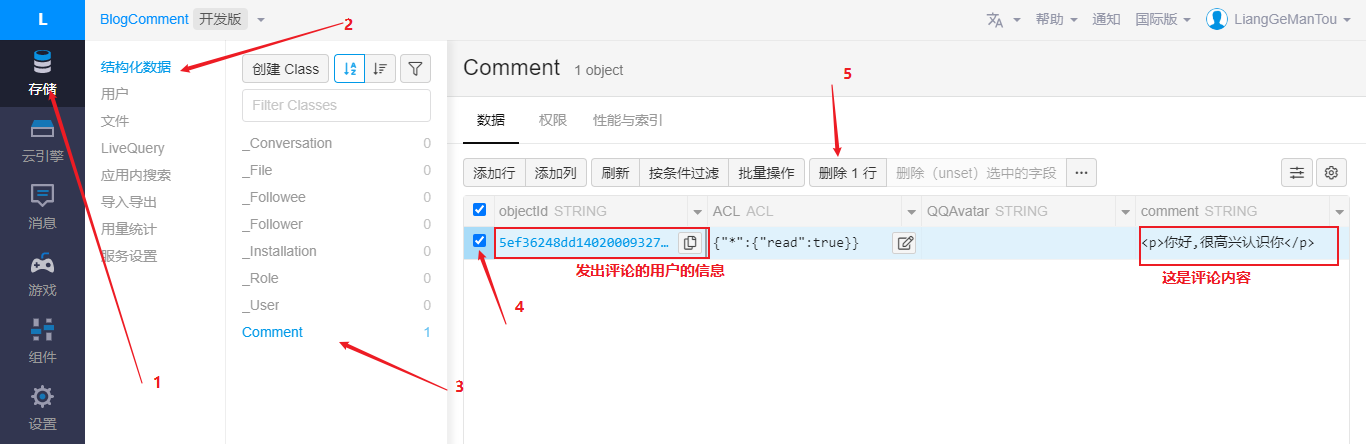 L
BlogComment 开发版
2
帮助
通知
国际版
LiangGeManTou
存储
云引擎
消息
游戏
组件
设置
1
结构化数据
用户
文件
LiveQuery
应用内搜索
导入导出
用量统计
服务设置
创建 Class
Filter Classes
_Conversation 0
_File 0
_Followee 0
_Follower 0
_Installation 0
_Role 0
_User 0
Comment 1
3
Comment 1 object
5
数据 权限 性能与索引
添加行 添加列 刷新 按条件过滤 批量操作 删除 1 行 删除（unset）选中的字段 ···
objectId STRING ACL ACL QQAvatar STRING comment STRING
5ef36248dd14020009327... {"*":{"read":true}} <p>你好,很高兴认识你</p>
发出评论的用户的信息
这是评论内容
4